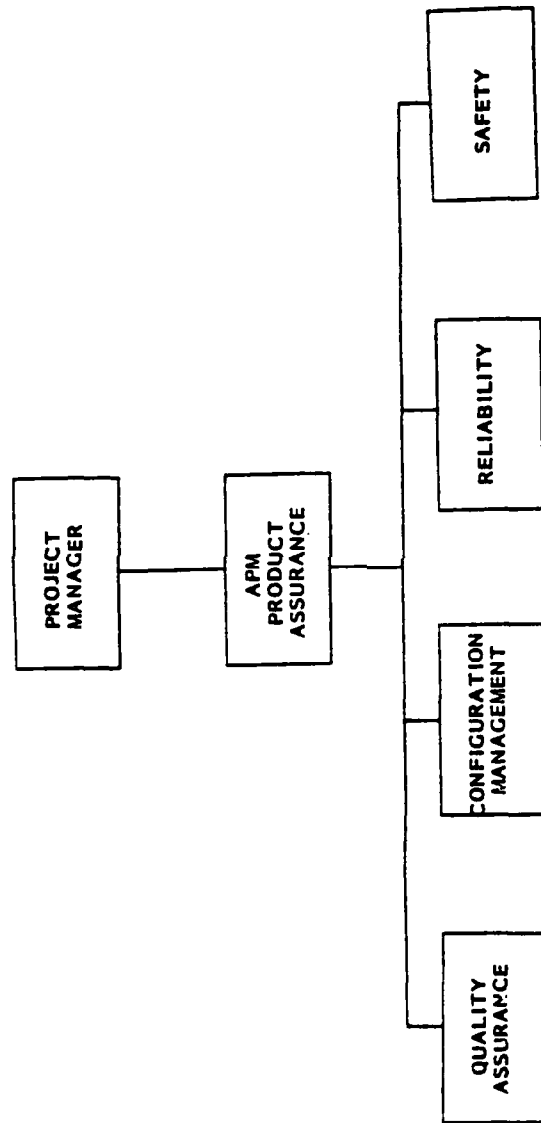 PROJECT
MANAGER
APM
PRODUCT
ASSURANCE
QUALITY
ASSURANCE
CONFIGURATION
MANAGEMENT
RELIABILITY
SAFETY